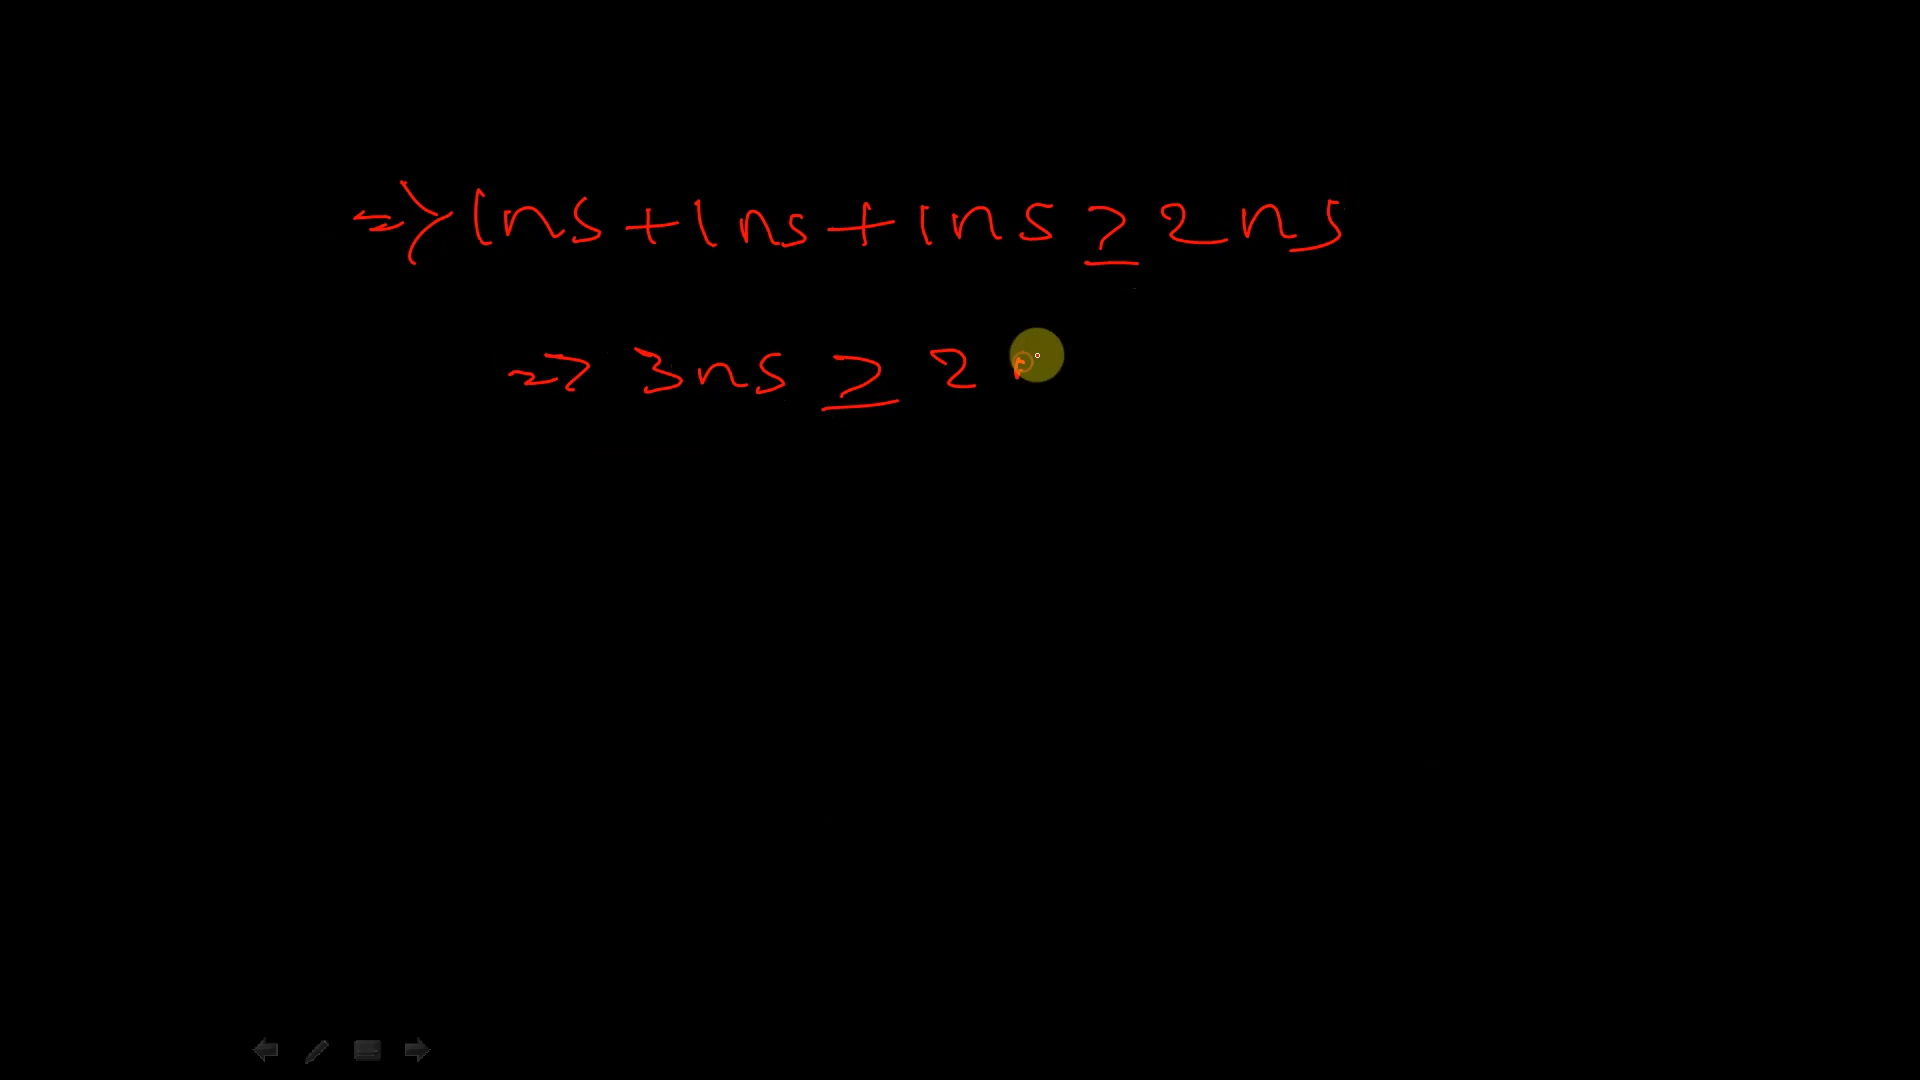 ⇒ 1ns + 1ns + 1ns ≥ 2ns
⇒ 3ns ≥ 2